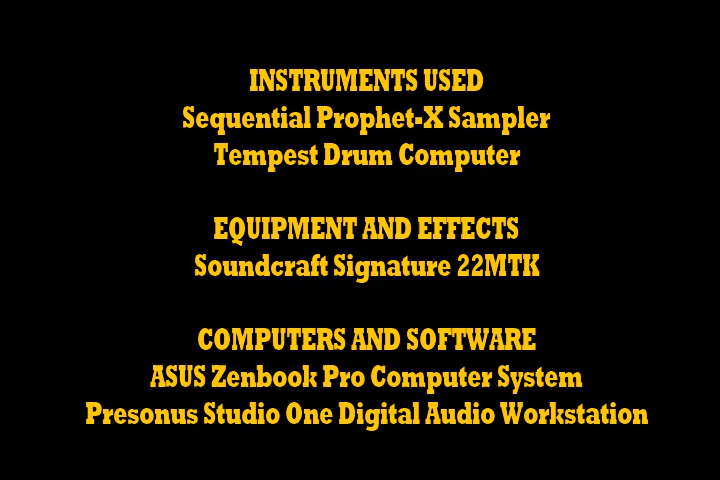 INSTRUMENTS USED
Sequential Prophet-X Sampler
Tempest Drum Computer
EQUIPMENT AND EFFECTS
Soundcraft Signature 22MTK
COMPUTERS AND SOFTWARE
ASUS Zenbook Pro Computer System
Presonus Studio One Digital Audio Workstation